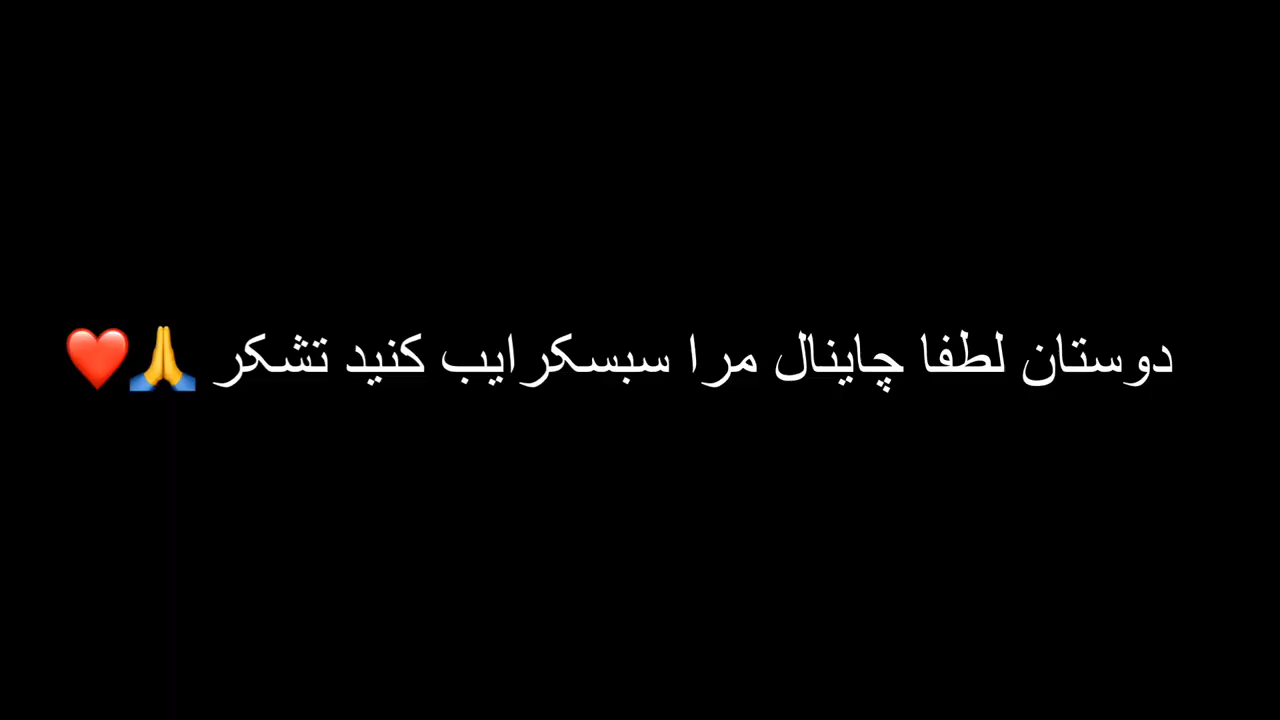 دوستان لطفا چاینال مرا سبسکرایب کنید تشکر 🙏❤️